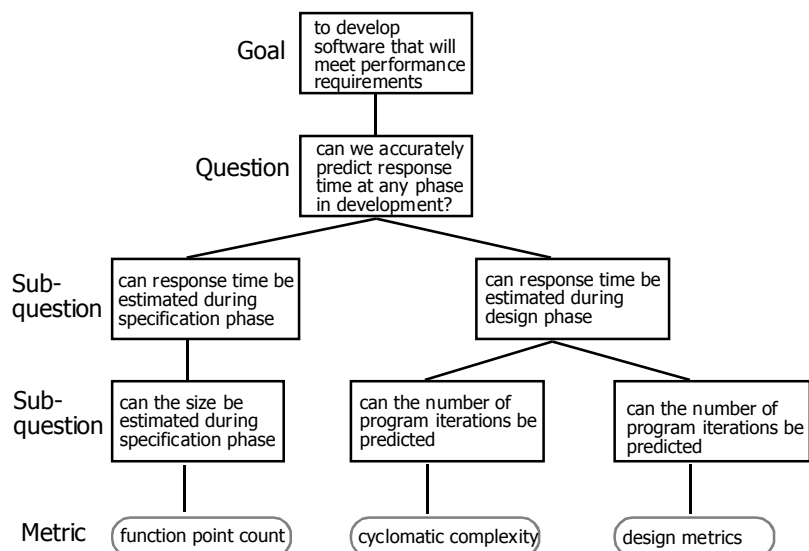 Goal
to develop
software that will
meet performance
requirements
Question
can we accurately
predict response
time at any phase
in development?
Sub-
question
can response time be
estimated during
specification phase
can response time be
estimated during
design phase
Sub-
question
can the size be
estimated during
specification phase
can the number of
program iterations be
predicted
can the number of
program iterations be
predicted
Metric
function point count
cyclomatic complexity
design metrics